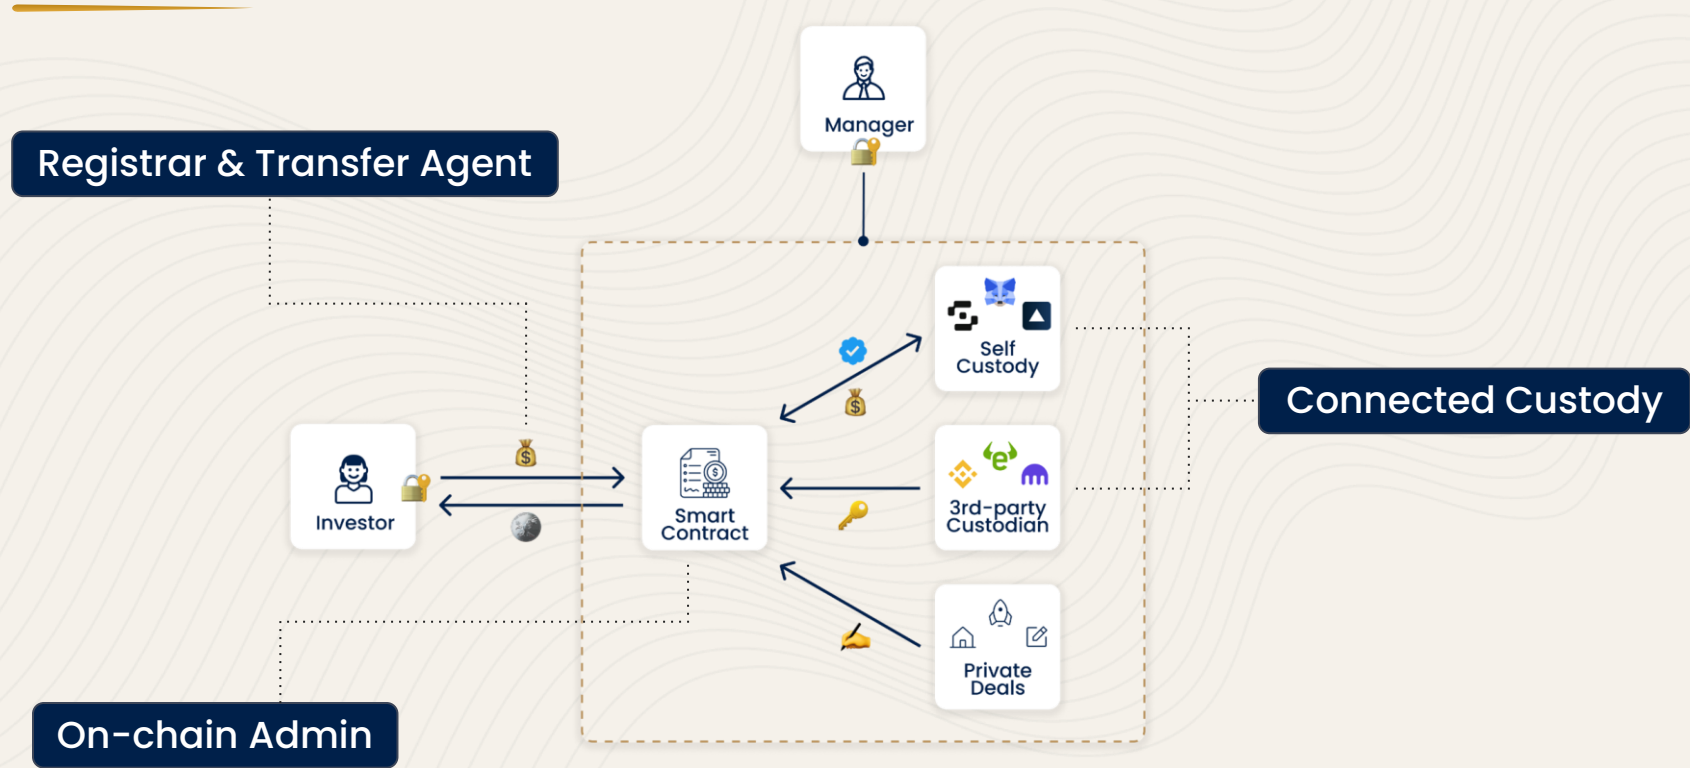 Manager
Registrar & Transfer Agent
Self
Custody
Connected Custody
Investor
Smart
Contract
3rd-party
Custodian
Private
Deals
On-chain Admin